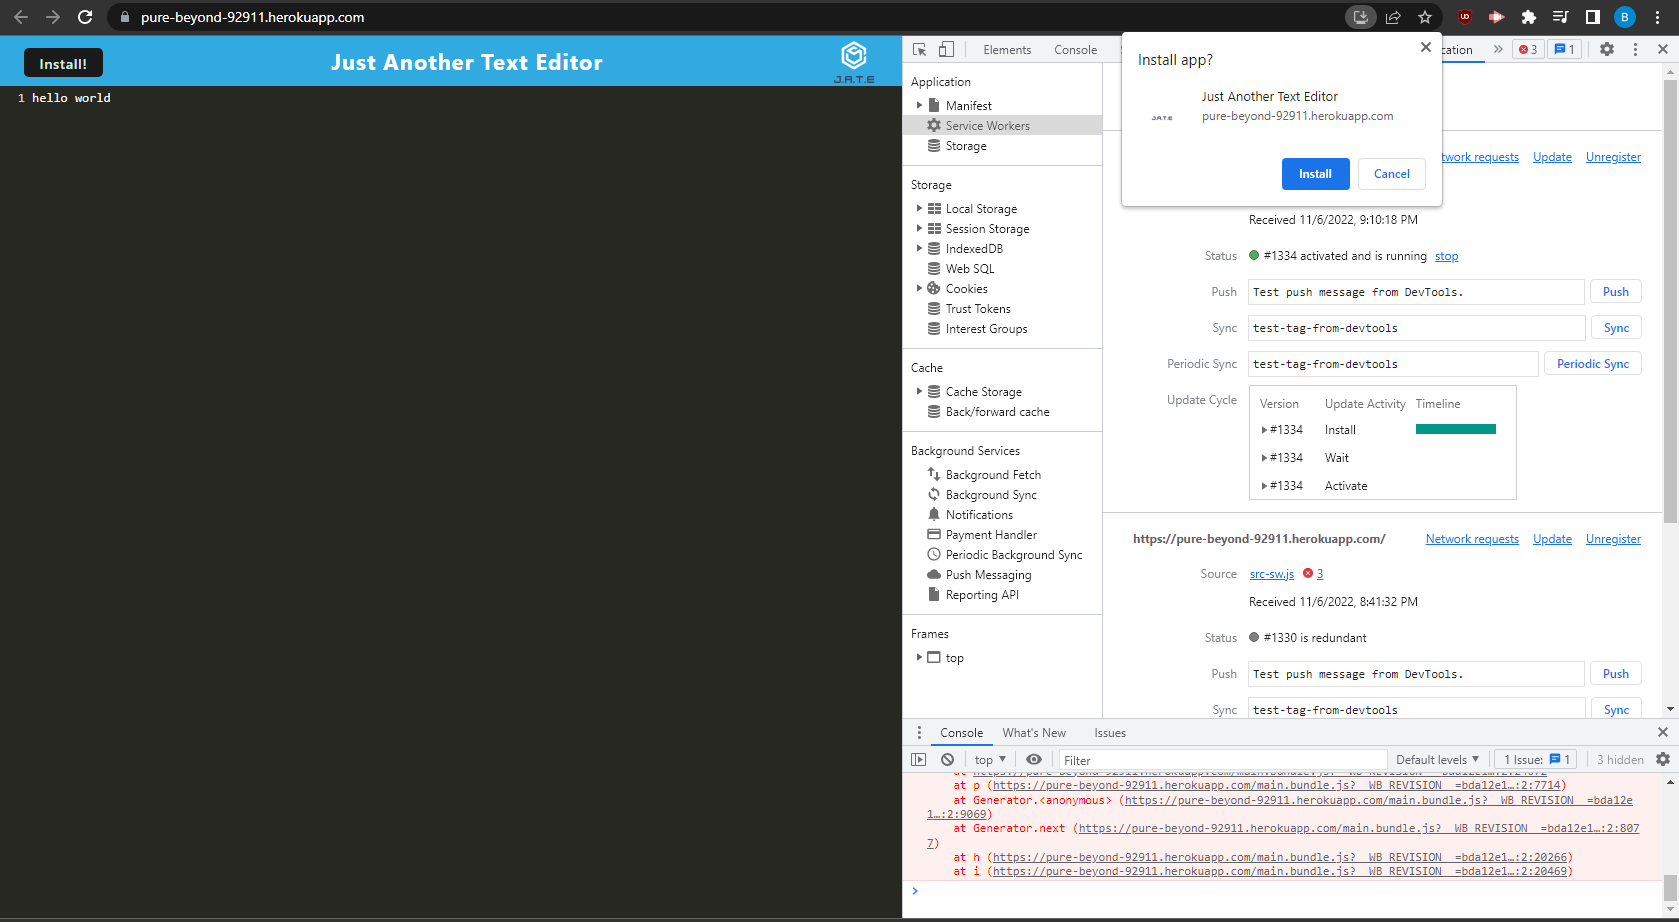 pure-beyond-92911.herokuapp.com
B
Install!
Just Another Text Editor
J.A.T.E
1 hello world
Elements
Console
cation
3
1
Install app?
Just Another Text Editor
J.A.T.E
pure-beyond-92911.herokuapp.com
Install
Cancel
Application
Manifest
Service Workers
Storage
Storage
Local Storage
Session Storage
IndexedDB
Web SQL
Cookies
Trust Tokens
Interest Groups
Cache
Cache Storage
Back/forward cache
Background Services
Background Fetch
Background Sync
Notifications
Payment Handler
Periodic Background Sync
Push Messaging
Reporting API
Frames
top
twork requests Update Unregister
Received 11/6/2022, 9:10:18 PM
Status #1334 activated and is running stop
Push Test push message from DevTools. Push
Sync test-tag-from-devtools Sync
Periodic Sync test-tag-from-devtools Periodic Sync
Update Cycle Version Update Activity Timeline
#1334 Install
#1334 Wait
#1334 Activate
https://pure-beyond-92911.herokuapp.com/ Network requests Update Unregister
Source src-sw.js 3
Received 11/6/2022, 8:41:32 PM
Status #1330 is redundant
Push Test push message from DevTools. Push
Sync test-tag-from-devtools Sync
Console What's New Issues
top Filter Default levels 1 Issue: 1 3 hidden
at p (https://pure-beyond-92911.herokuapp.com/main.bundle.js?__WB_REVISION__=bda12e1…:2:7714)
at Generator.<anonymous> (https://pure-beyond-92911.herokuapp.com/main.bundle.js?__WB_REVISION__=bda12e
1…:2:9069)
at Generator.next (https://pure-beyond-92911.herokuapp.com/main.bundle.js?__WB_REVISION__=bda12e1…:2:807
7)
at h (https://pure-beyond-92911.herokuapp.com/main.bundle.js?__WB_REVISION__=bda12e1…:2:20266)
at i (https://pure-beyond-92911.herokuapp.com/main.bundle.js?__WB_REVISION__=bda12e1…:2:20469)